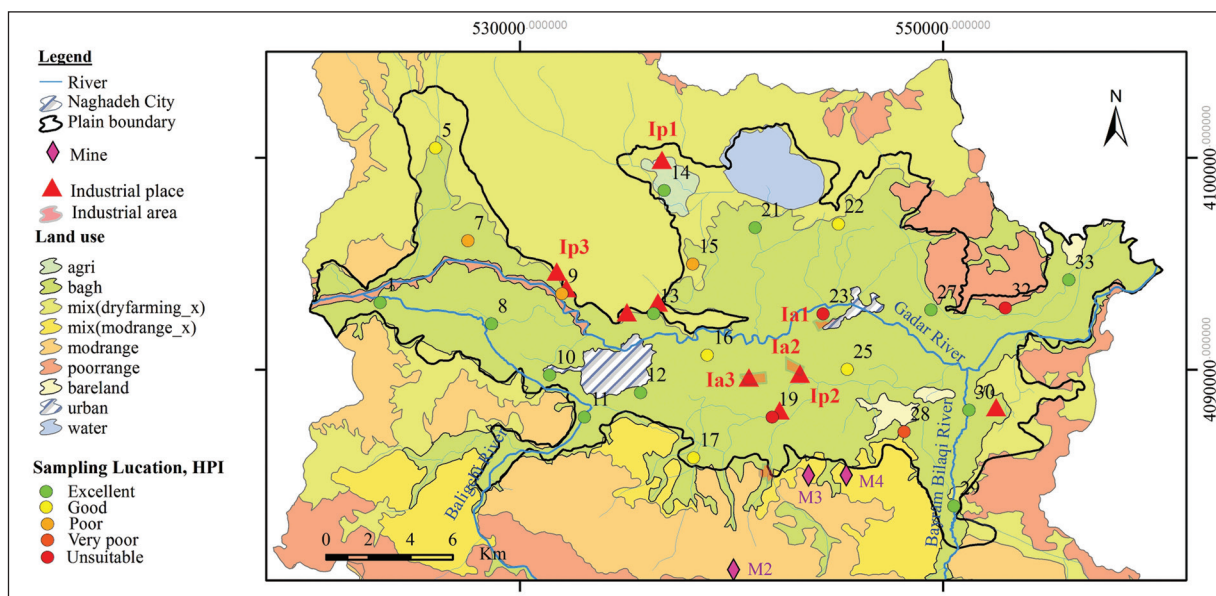 530000.000000
550000.000000
Legend
River
Naghadeh City
Plain boundary
Mine
Industrial place
Industrial area
Land use
agri
bagh
mix(dryfarming_x)
mix(modrange_x)
modrange
poorrange
bareland
urban
water
Sampling Lucation, HPI
Excellent
Good
Poor
Very poor
Unsuitable
N
4100000.000000
4090000.000000
5
Ip1
14
21
22
7
15
Ip3
9
13
33
1
8
23
27
32
Ia1
Gadar River
16
Ia2
25
10
12
Ia3
Ip2
11
19
30
28
17
Baligchi River
M3
M4
29
Bayram Bilaqi River
0 2 4 6
Km
M2